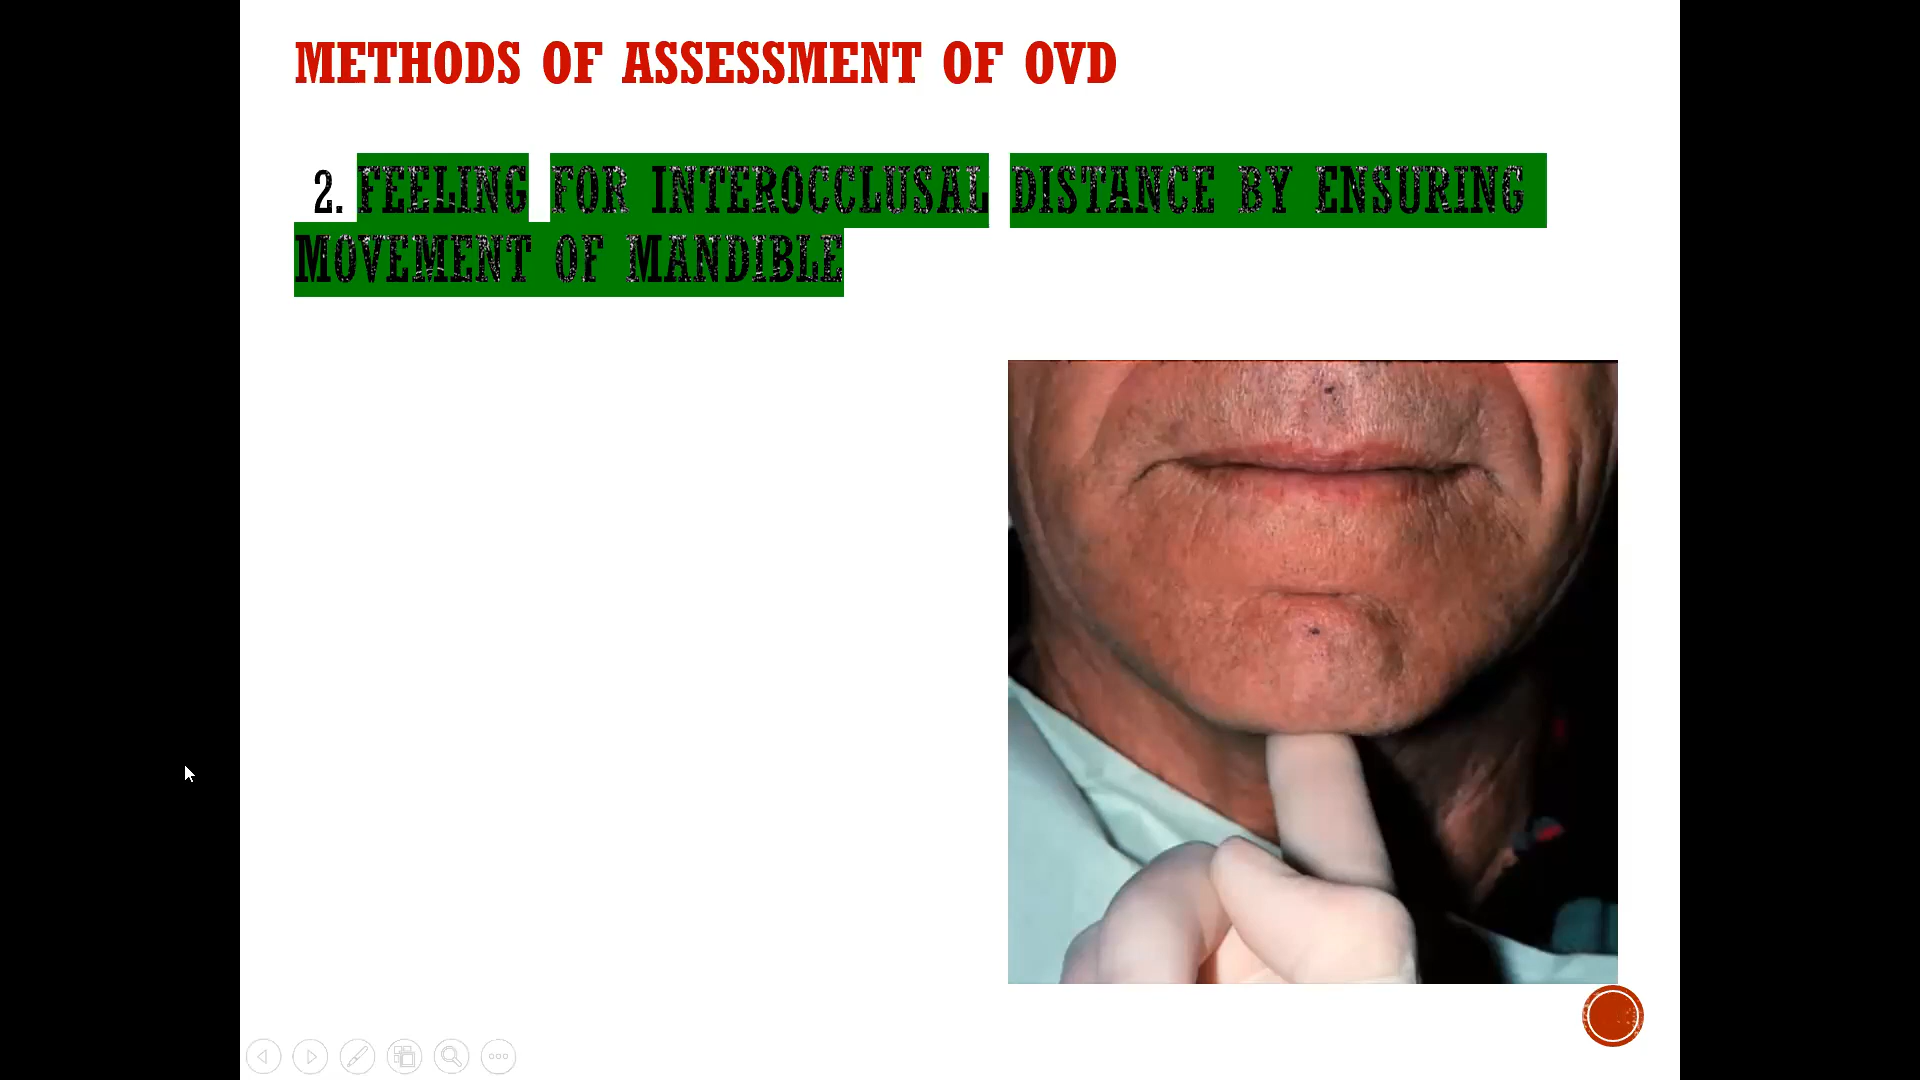 METHODS OF ASSESSMENT OF OVD
2. FEELING FOR INTEROCCLUSAL DISTANCE BY ENSURING
MOVEMENT OF MANDIBLE